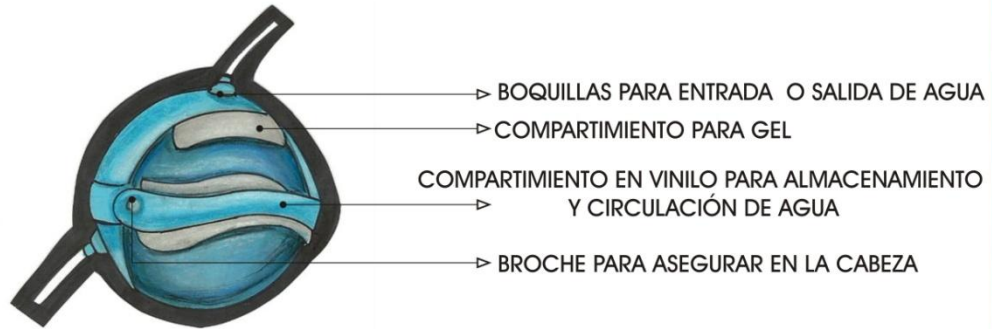 BOQUILLAS PARA ENTRADA O SALIDA DE AGUA
COMPARTIMIENTO PARA GEL
COMPARTIMIENTO EN VINILO PARA ALMACENAMIENTO
Y CIRCULACIÓN DE AGUA
BROCHE PARA ASEGURAR EN LA CABEZA